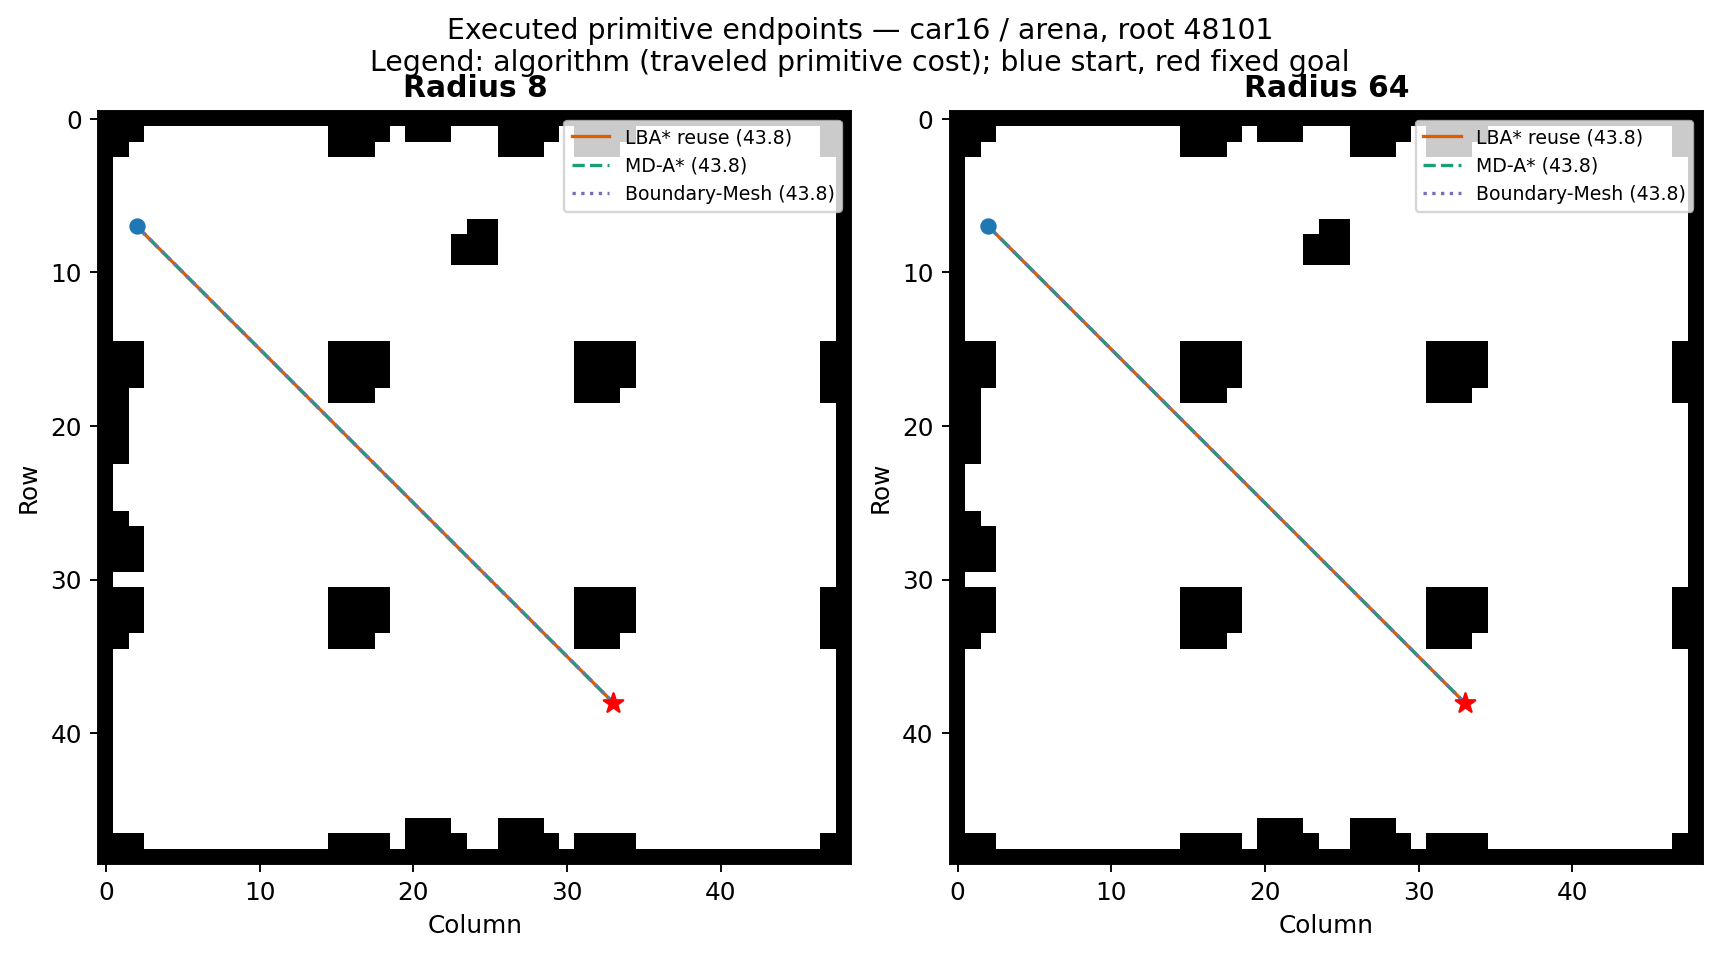 Executed primitive endpoints — car16 / arena, root 48101
Legend: algorithm (traveled primitive cost); blue start, red fixed goal
Radius 8
LBA* reuse (43.8)
MD-A* (43.8)
Boundary-Mesh (43.8)
0
10
20
30
40
Row
0
10
20
30
40
Column
Radius 64
LBA* reuse (43.8)
MD-A* (43.8)
Boundary-Mesh (43.8)
0
10
20
30
40
Row
0
10
20
30
40
Column